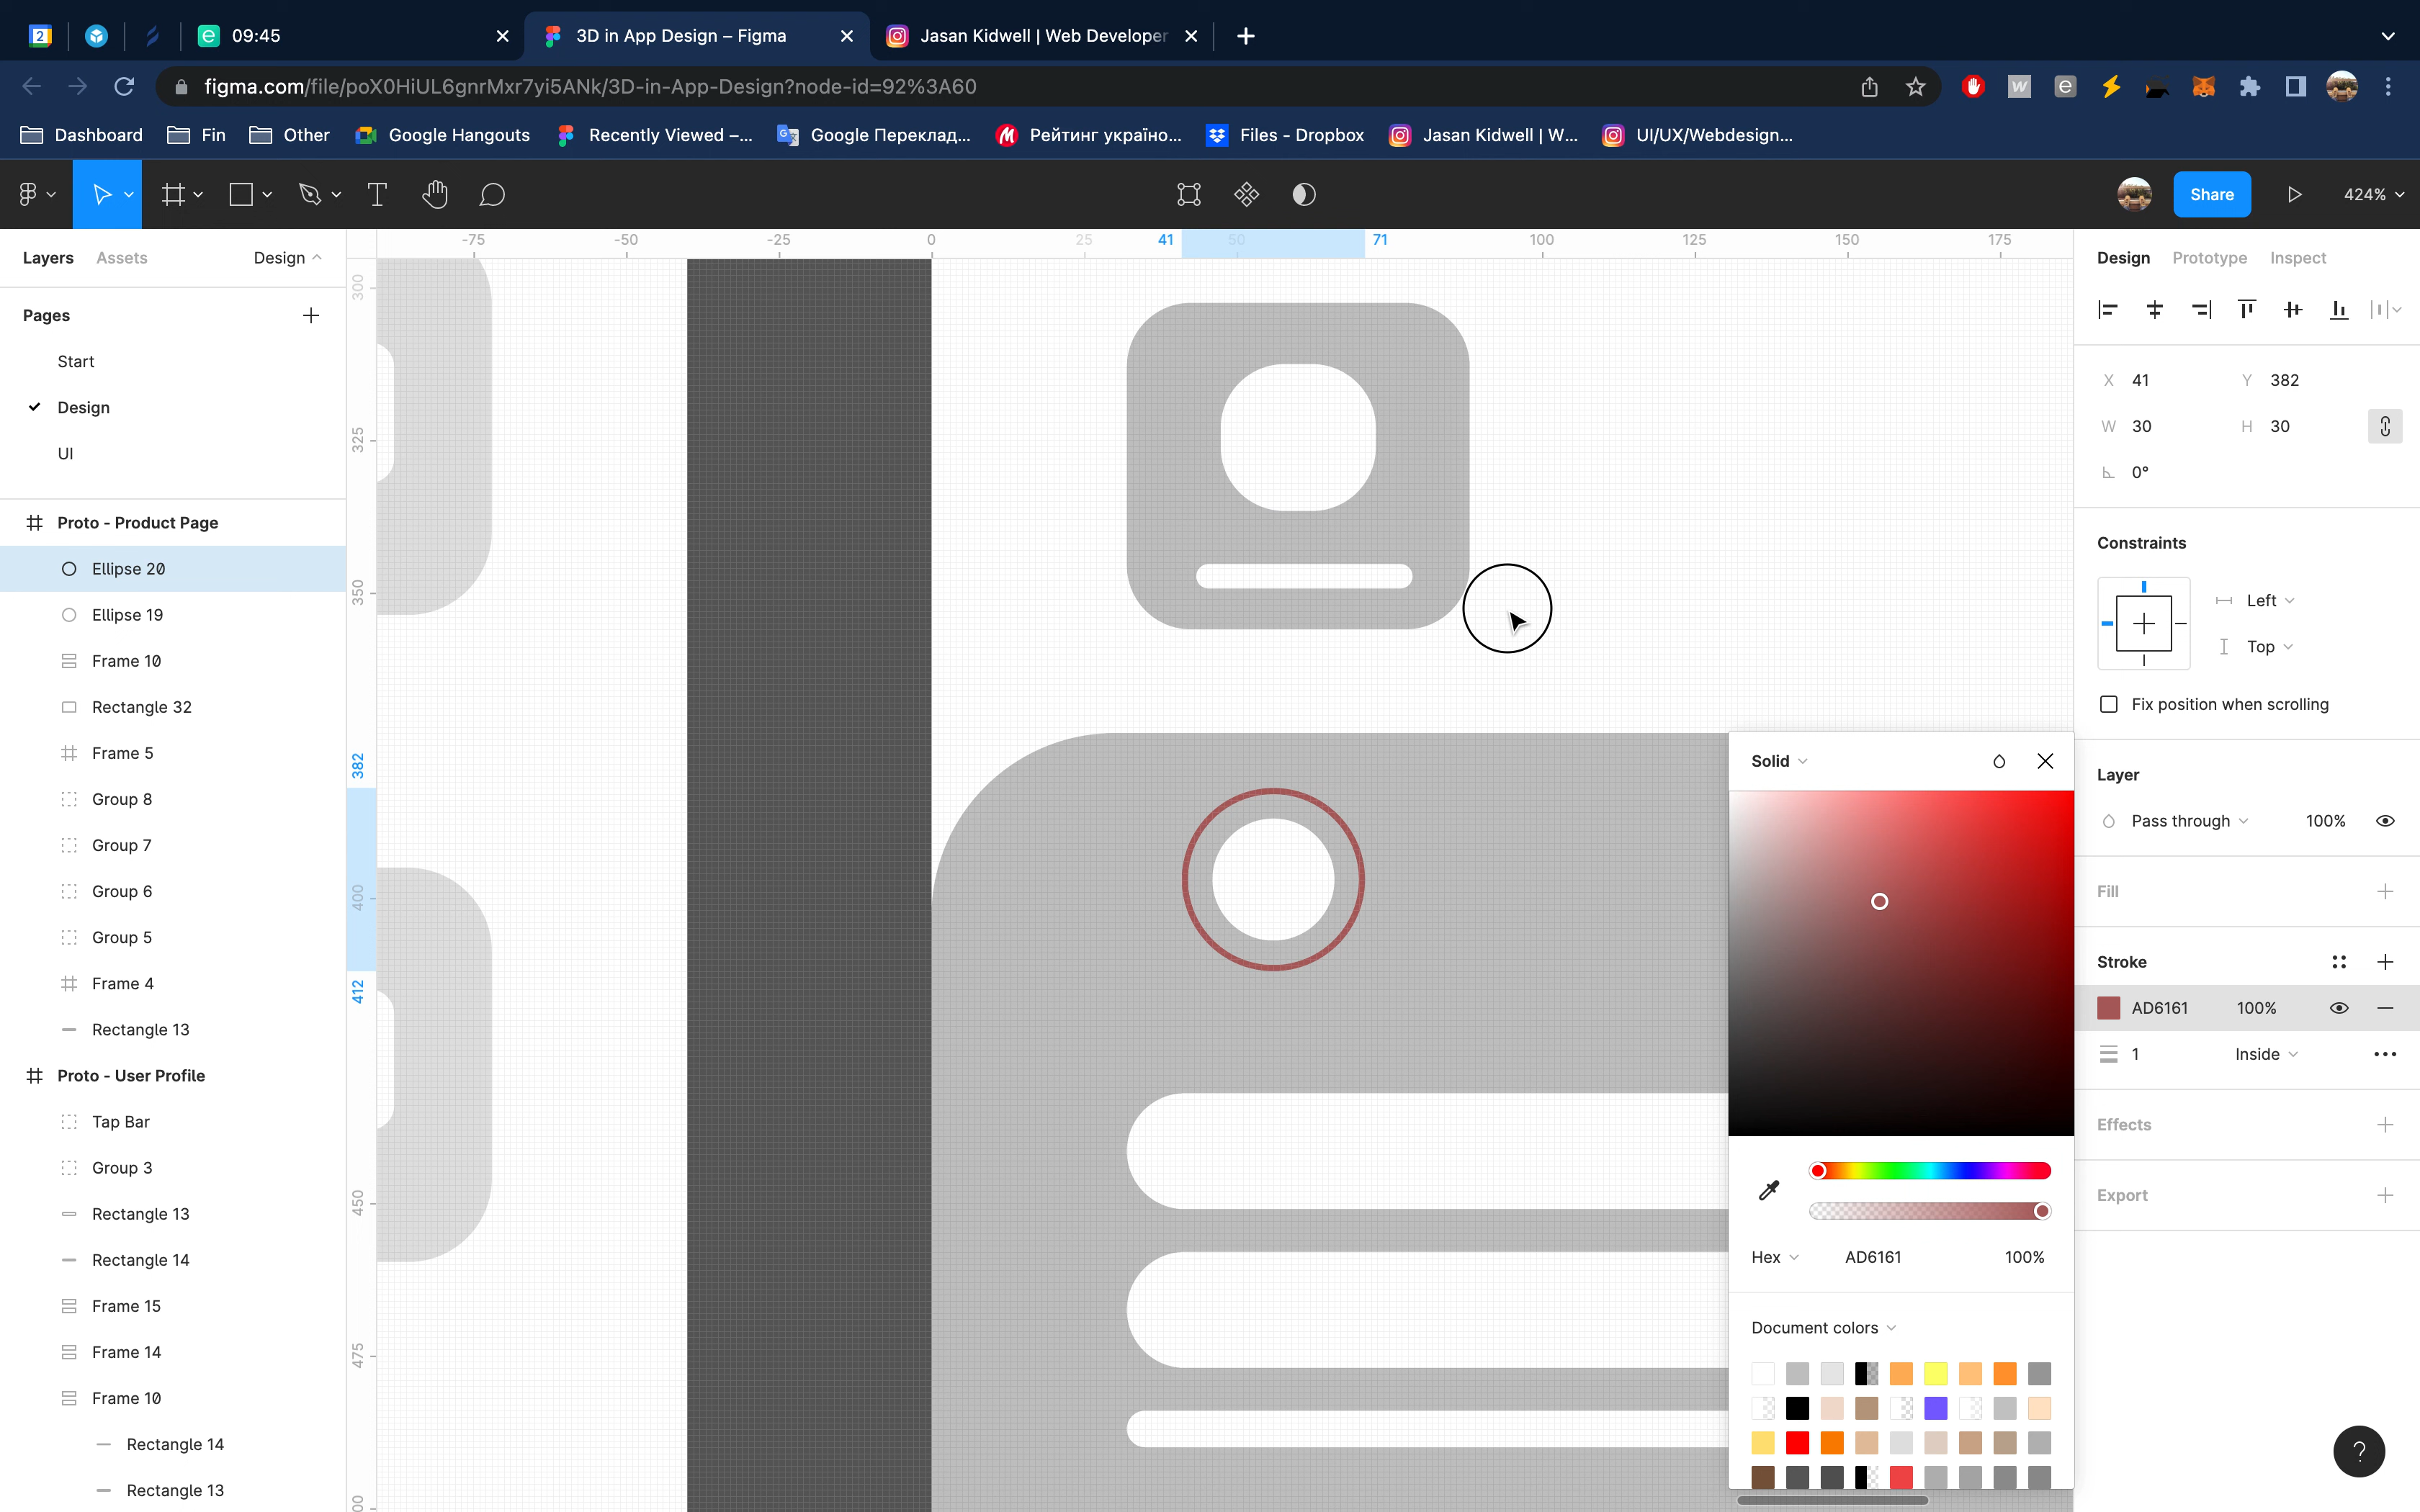 2
09:45
3D in App Design – Figma
Jasan Kidwell | Web Developer
figma.com/file/poX0HiUL6gnrMxr7yi5ANk/3D-in-App-Design?node-id=92%3A60
Dashboard
Fin
Other
Google Hangouts
Recently Viewed –...
Google Переклад...
Рейтинг україно...
Files - Dropbox
Jasan Kidwell | W...
UI/UX/Webdesign...
Share
424%
Layers
Assets
Design
Pages
Start
Design
UI
Proto - Product Page
Ellipse 20
Ellipse 19
Frame 10
Rectangle 32
Frame 5
Group 8
Group 7
Group 6
Group 5
Frame 4
Rectangle 13
Proto - User Profile
Tap Bar
Group 3
Rectangle 13
Rectangle 14
Frame 15
Frame 14
Frame 10
Rectangle 14
Rectangle 13
-75 -50 -25 0 25 41 50 71 100 125 150 175
300
325
350
382
400
412
450
475
Design
Prototype
Inspect
X 41
Y 382
W 30
H 30
0°
Constraints
Left
Top
Fix position when scrolling
Layer
Pass through 100%
Fill
Stroke
AD6161 100%
1
Inside
Effects
Export
Solid
Hex AD6161 100%
Document colors
?